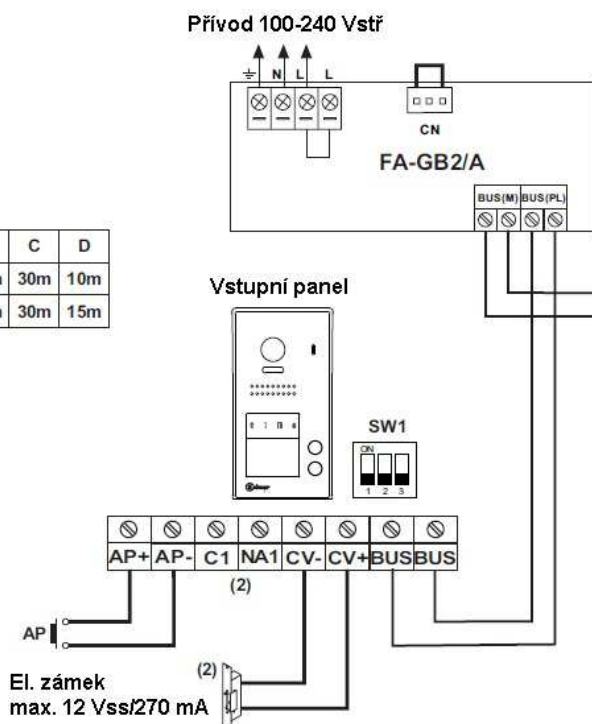 Přívod 100-240 Vstř
N L L
CN
FA-GB2/A
BUS(M) BUS(PL)
C D
30m 10m
30m 15m
Vstupní panel
SW1
ON
1 2 3
AP+ AP- C1 NA1 CV- CV+ BUS BUS
(2)
AP
(2)
El. zámek
max. 12 Vss/270 mA